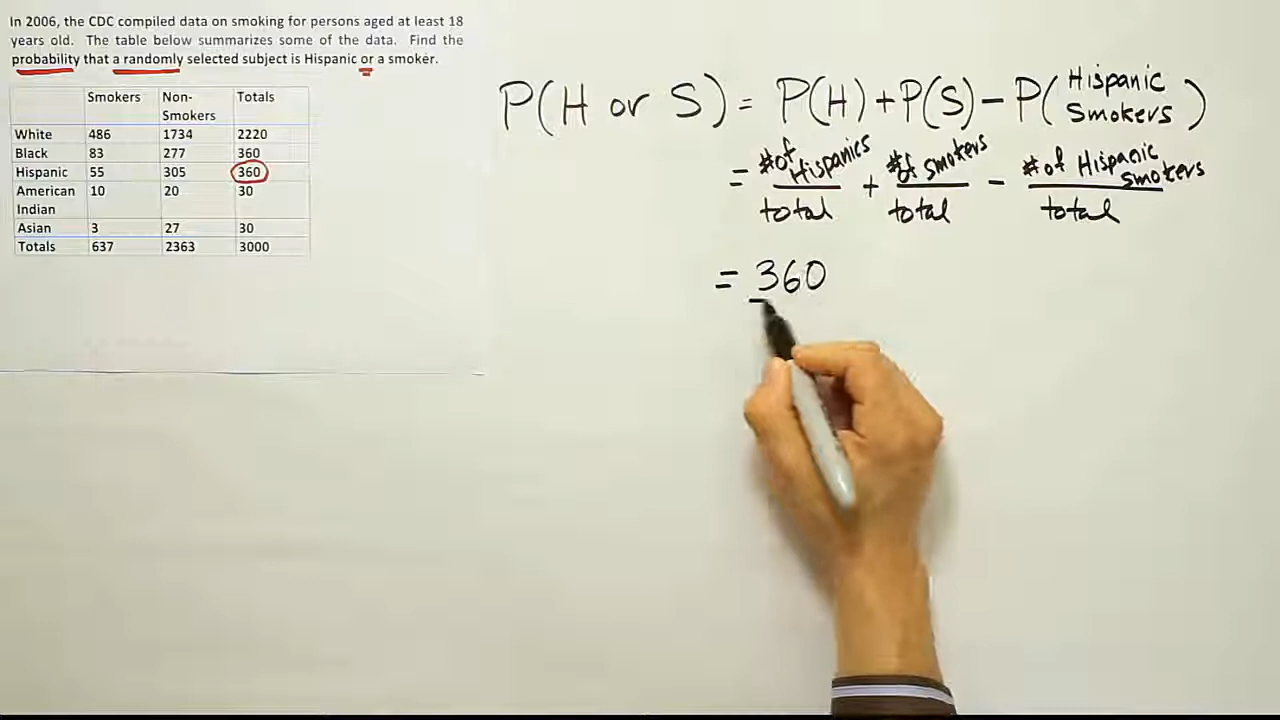 In 2006, the CDC compiled data on smoking for persons aged at least 18
years old. The table below summarizes some of the data. Find the
probability that a randomly selected subject is Hispanic or a smoker.
Smokers Non-Smokers Totals
White 486 1734 2220
Black 83 277 360
Hispanic 55 305 360
American Indian 10 20 30
Asian 3 27 30
Totals 637 2363 3000
P(H or S) = P(H) + P(S) - P(Hispanic Smokers)
= # of Hispanics / total + # of smokers / total - # of Hispanic smokers / total
= 360